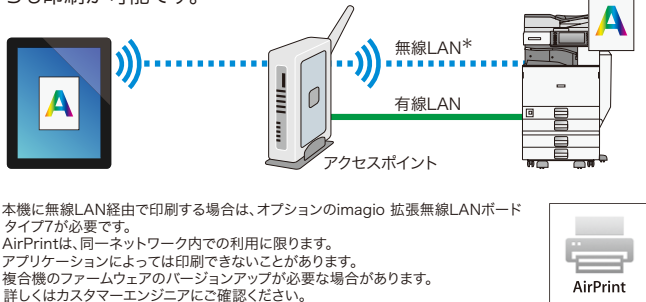 無線LAN*
有線LAN
アクセスポイント
A
A
本機に無線LAN経由で印刷する場合は、オプションのimagio 拡張無線LANボード
タイプ7が必要です。
AirPrintは、同一ネットワーク内での利用に限ります。
アプリケーションによっては印刷できないことがあります。
複合機のファームウェアのバージョンアップが必要な場合があります。
詳しくはカスタマーエンジニアにご確認ください。
AirPrint